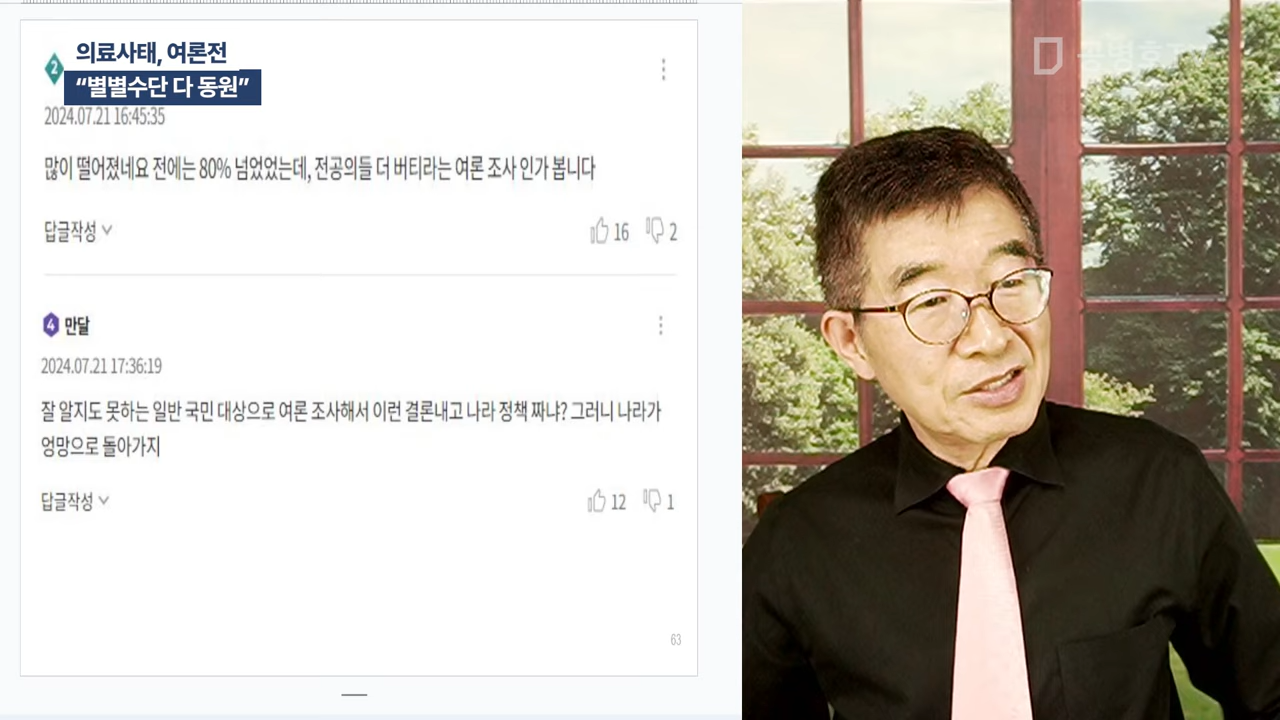 의료사태, 여론전
“별별수단 다 동원”
2
2024.07.21 16:45:35
많이 떨어졌네요 전에는 80% 넘었었는데, 전공의들 더 버티라는 여론 조사 인가 봅니다
답글작성
16
2
4 만달
2024.07.21 17:36:19
잘 알지도 못하는 일반 국민 대상으로 여론 조사해서 이런 결론내고 나라 정책 짜냐? 그러니 나라가
엉망으로 돌아가지
답글작성
12
1
63